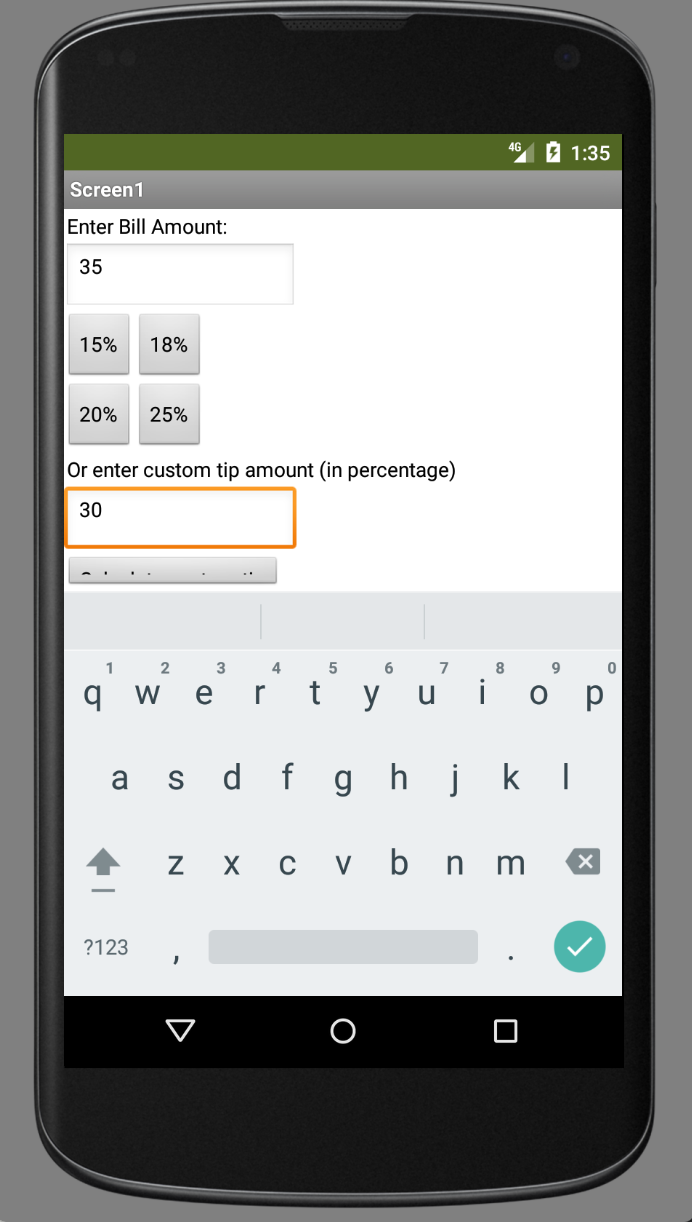 4G 1:35
Screen1
Enter Bill Amount:
35
15% 18%
20% 25%
Or enter custom tip amount (in percentage)
30
1 2 3 4 5 6 7 8 9 0
q w e r t y u i o p
a s d f g h j k l
z x c v b n m
?123 , .